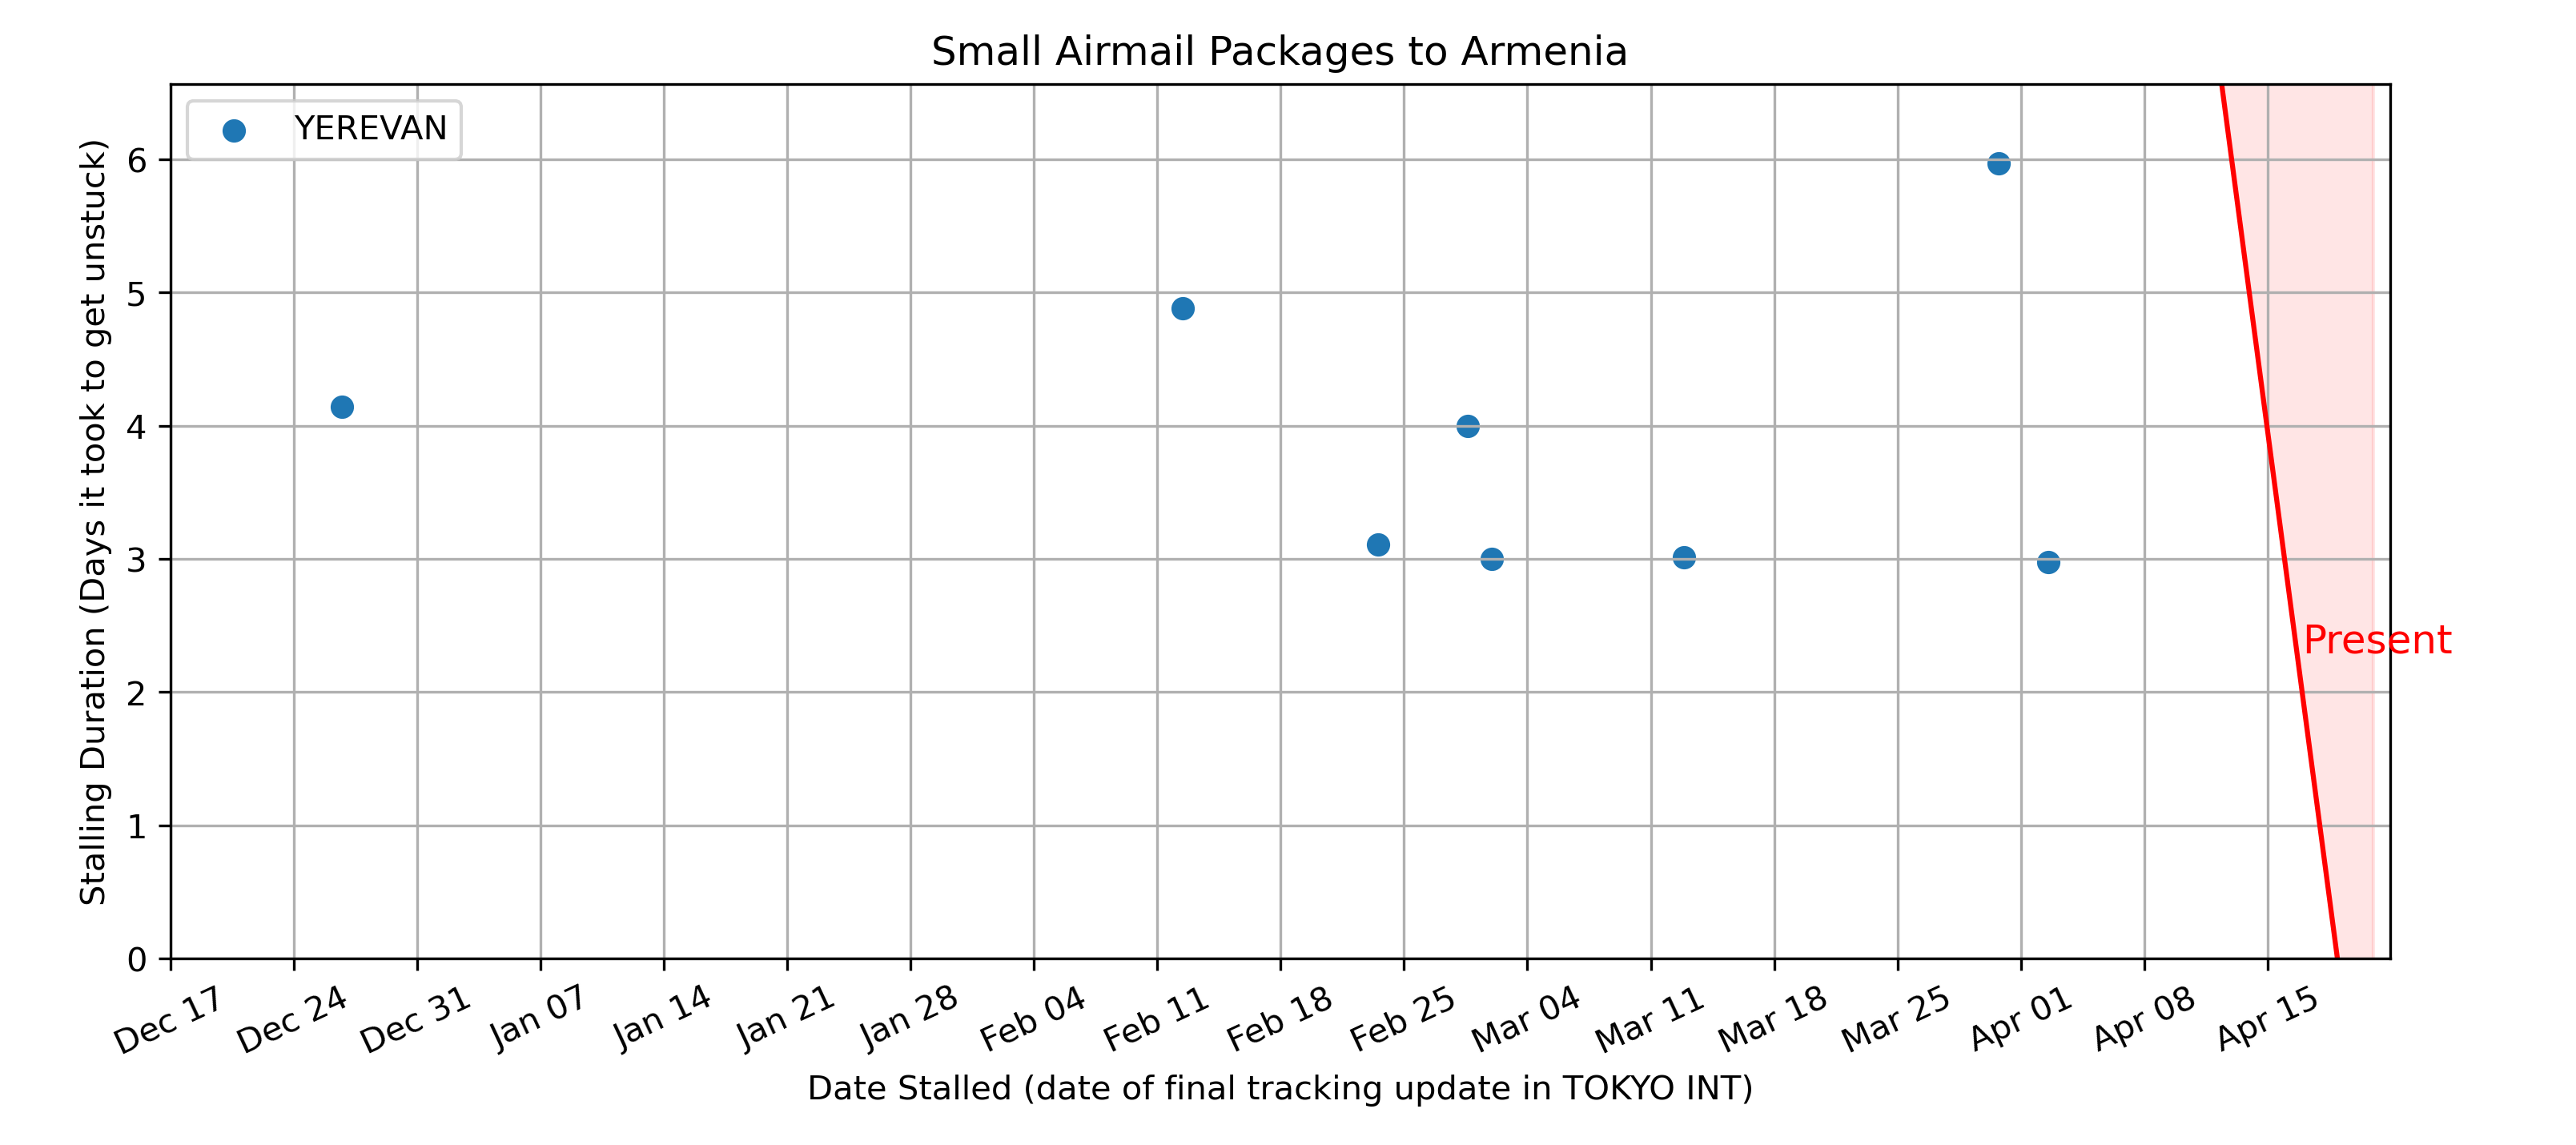 Small Airmail Packages to Armenia
YEREVAN
Stalling Duration (Days it took to get unstuck)
6
5
4
3
2
1
0
Present
Dec 17
Dec 24
Dec 31
Jan 07
Jan 14
Jan 21
Jan 28
Feb 04
Feb 11
Feb 18
Feb 25
Mar 04
Mar 11
Mar 18
Mar 25
Apr 01
Apr 08
Apr 15
Date Stalled (date of final tracking update in TOKYO INT)